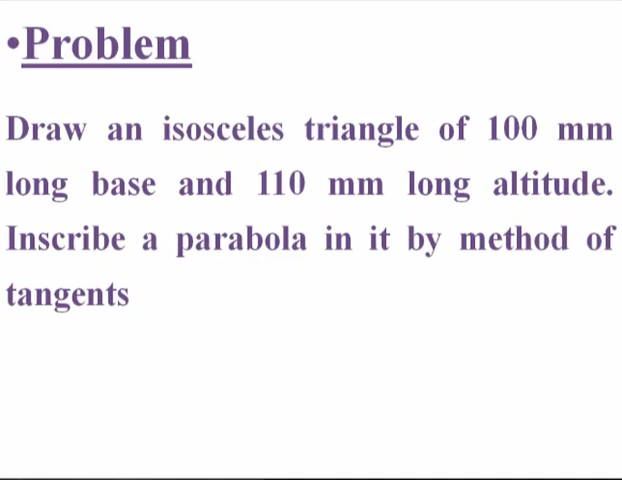 •Problem
Draw an isosceles triangle of 100 mm
long base and 110 mm long altitude.
Inscribe a parabola in it by method of
tangents